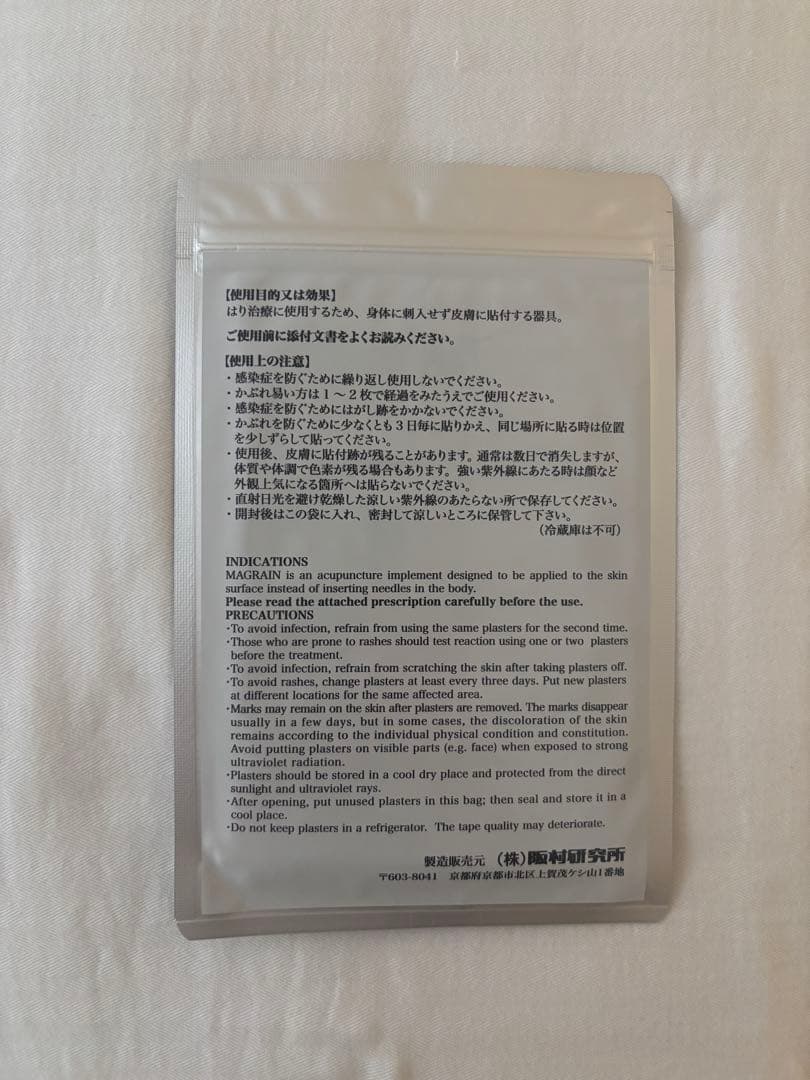 【使用目的又は効果】
はり治療に使用するため、身体に刺入せず皮膚に貼付する器具。
ご使用前に添付文書をよくお読みください。
【使用上の注意】
・感染症を防ぐために繰り返し使用しないでください。
・かぶれ易い方は1～2枚で経過をみたうえでご使用ください。
・感染症を防ぐためにはがし跡をかかないでください。
・かぶれを防ぐために少なくとも3日毎に貼りかえ、同じ場所に貼る時は位置
を少しずらして貼ってください。
・使用後、皮膚に貼付跡が残ることがあります。通常は数日で消失しますが、
体質や体調で色素が残る場合もあります。強い紫外線にあたる時は顔など
外観上気になる箇所へは貼らないでください。
・直射日光を避け乾燥した涼しい紫外線のあたらない所で保存してください。
・開封後はこの袋に入れ、密封して涼しいところに保管して下さい。
（冷蔵庫は不可）
INDICATIONS
MAGRAIN is an acupuncture implement designed to be applied to the skin
surface instead of inserting needles in the body.
Please read the attached prescription carefully before the use.
PRECAUTIONS
・To avoid infection, refrain from using the same plasters for the second time.
・Those who are prone to rashes should test reaction using one or two plasters
before the treatment.
・To avoid infection, refrain from scratching the skin after taking plasters off.
・To avoid rashes, change plasters at least every three days. Put new plasters
at different locations for the same affected area.
・Marks may remain on the skin after plasters are removed. The marks disappear
usually in a few days, but in some cases, the discoloration of the skin
remains according to the individual physical condition and constitution.
Avoid putting plasters on visible parts (e.g. face) when exposed to strong
ultraviolet radiation.
・Plasters should be stored in a cool dry place and protected from the direct
sunlight and ultraviolet rays.
・After opening, put unused plasters in this bag; then seal and store it in a
cool place.
・Do not keep plasters in a refrigerator. The tape quality may deteriorate.
製造販売元 （株）阪村研究所
〒603-8041 京都府京都市北区上賀茂ケシ山1番地